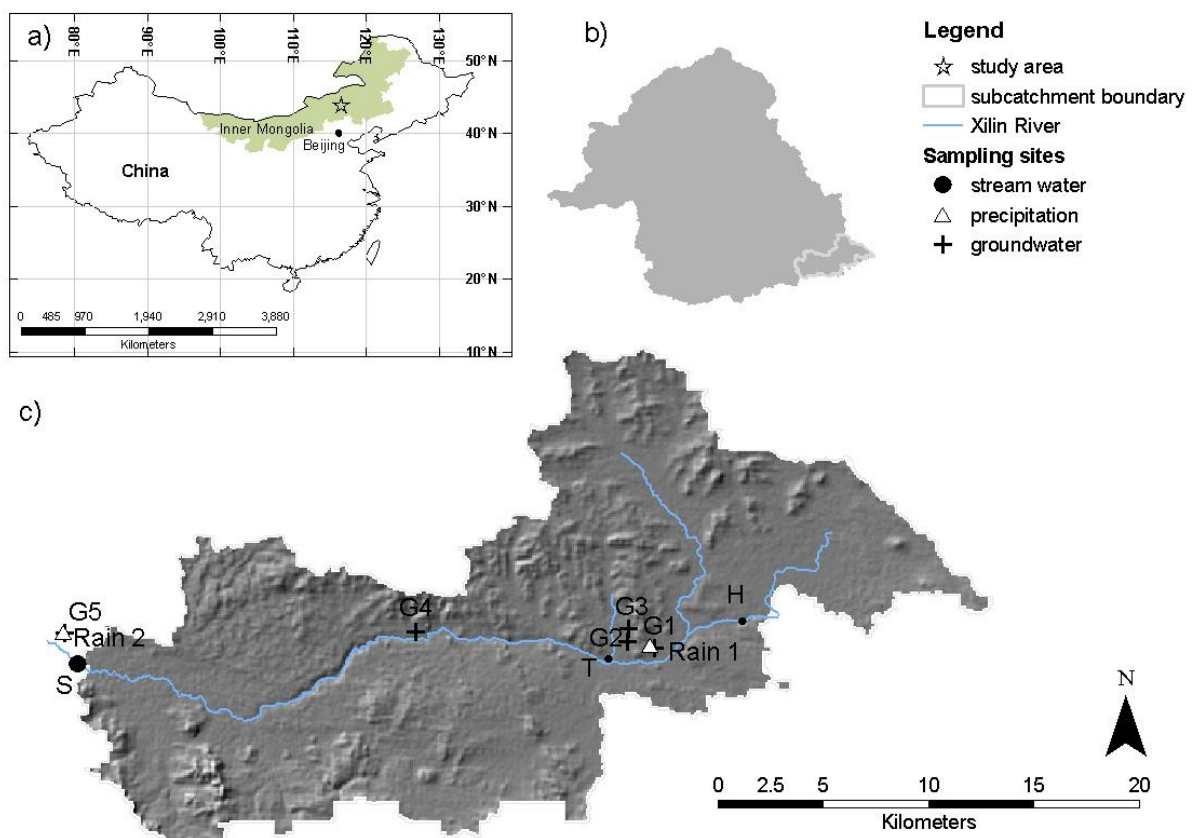 a)
80°E
90°E
100°E
110°E
120°E
130°E
50°N
40°N
30°N
20°N
10°N
Inner Mongolia
Beijing
China
0 485 970 1,940 2,910 3,880
Kilometers
b)
Legend
study area
subcatchment boundary
Xilin River
Sampling sites
stream water
precipitation
groundwater
c)
G5
Rain 2
S
G4
G3
G2
G1
Rain 1
T
H
N
0 2.5 5 10 15 20
Kilometers